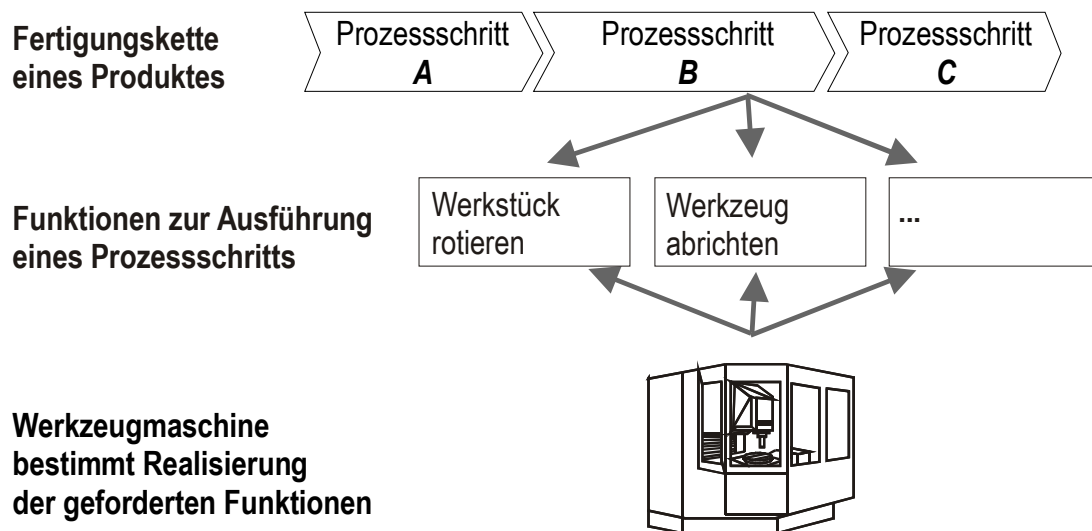 Fertigungskette
eines Produktes
Prozessschritt
A
Prozessschritt
B
Prozessschritt
C
Funktionen zur Ausführung
eines Prozessschritts
Werkstück
rotieren
Werkzeug
abrichten
...
Werkzeugmaschine
bestimmt Realisierung
der geforderten Funktionen